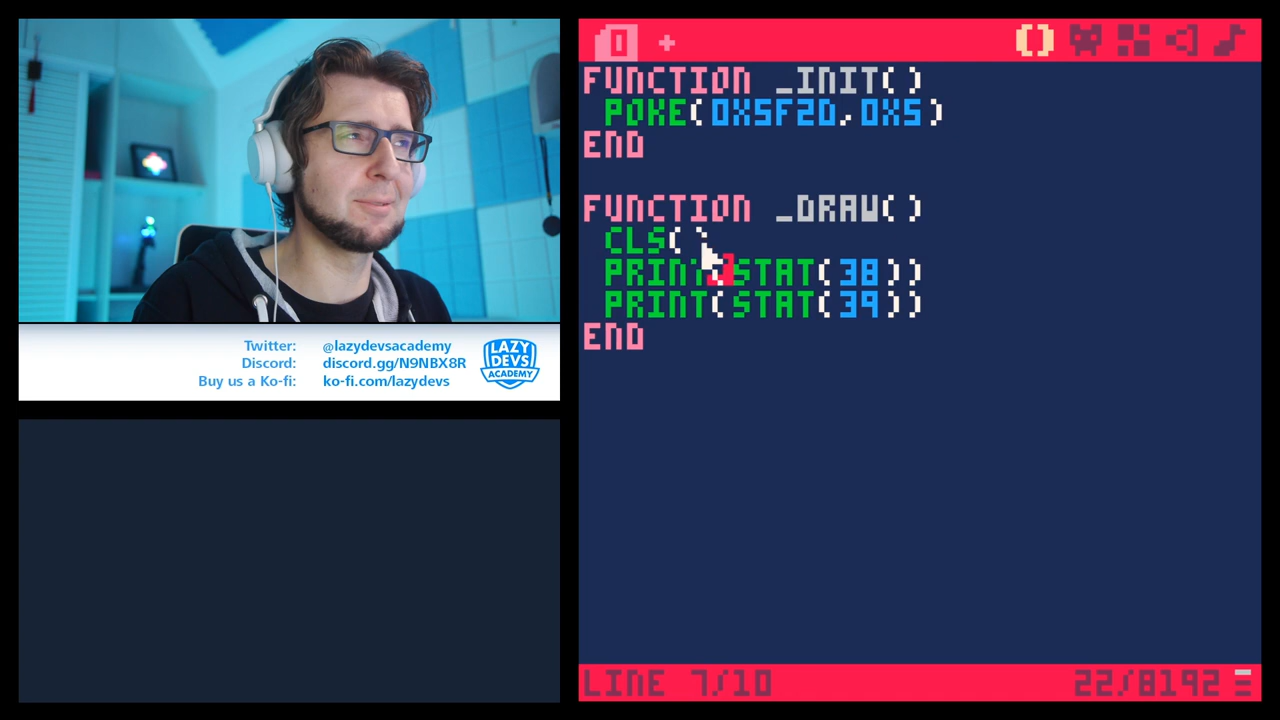 Twitter: @lazydevsacademy
Discord: discord.gg/N9NBX8R
Buy us a Ko-fi: ko-fi.com/lazydevs
LAZY
DEVS
ACADEMY
0 +
FUNCTION _INIT()
POKE(0X5F2D,0X5)
END
FUNCTION _DRAW()
CLS()
PRINT(STAT(38))
PRINT(STAT(39))
END
LINE 7/10
22/8192